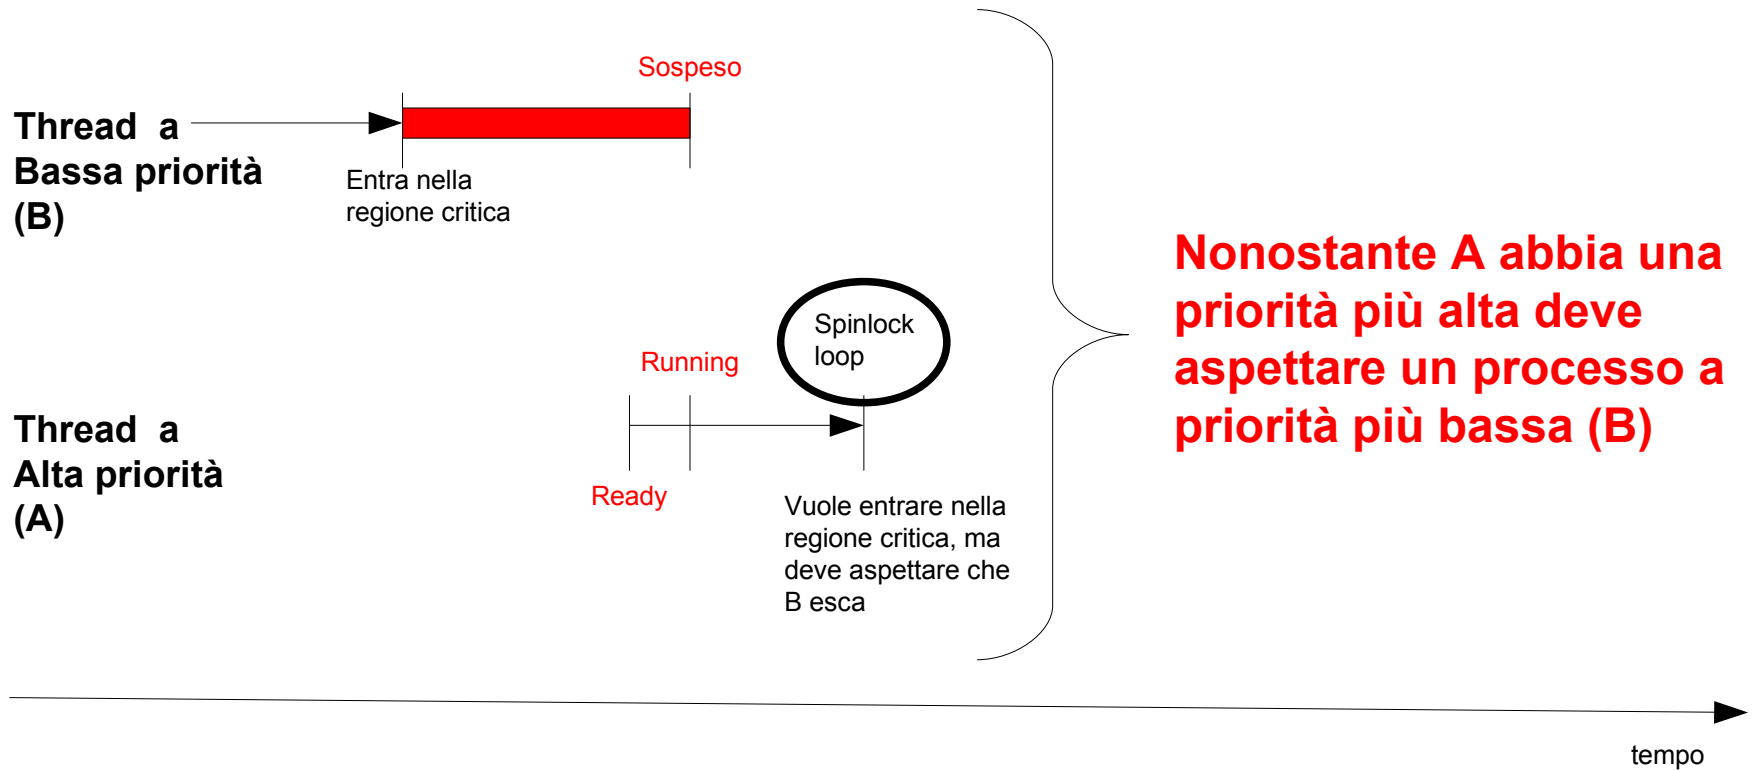 Sospeso
Thread a
Bassa priorità
(B)
Entra nella
regione critica
Spinlock
loop
Running
Thread a
Alta priorità
(A)
Ready
Vuole entrare nella
regione critica, ma
deve aspettare che
B esca
Nonostante A abbia una
priorità più alta deve
aspettare un processo a
priorità più bassa (B)
tempo